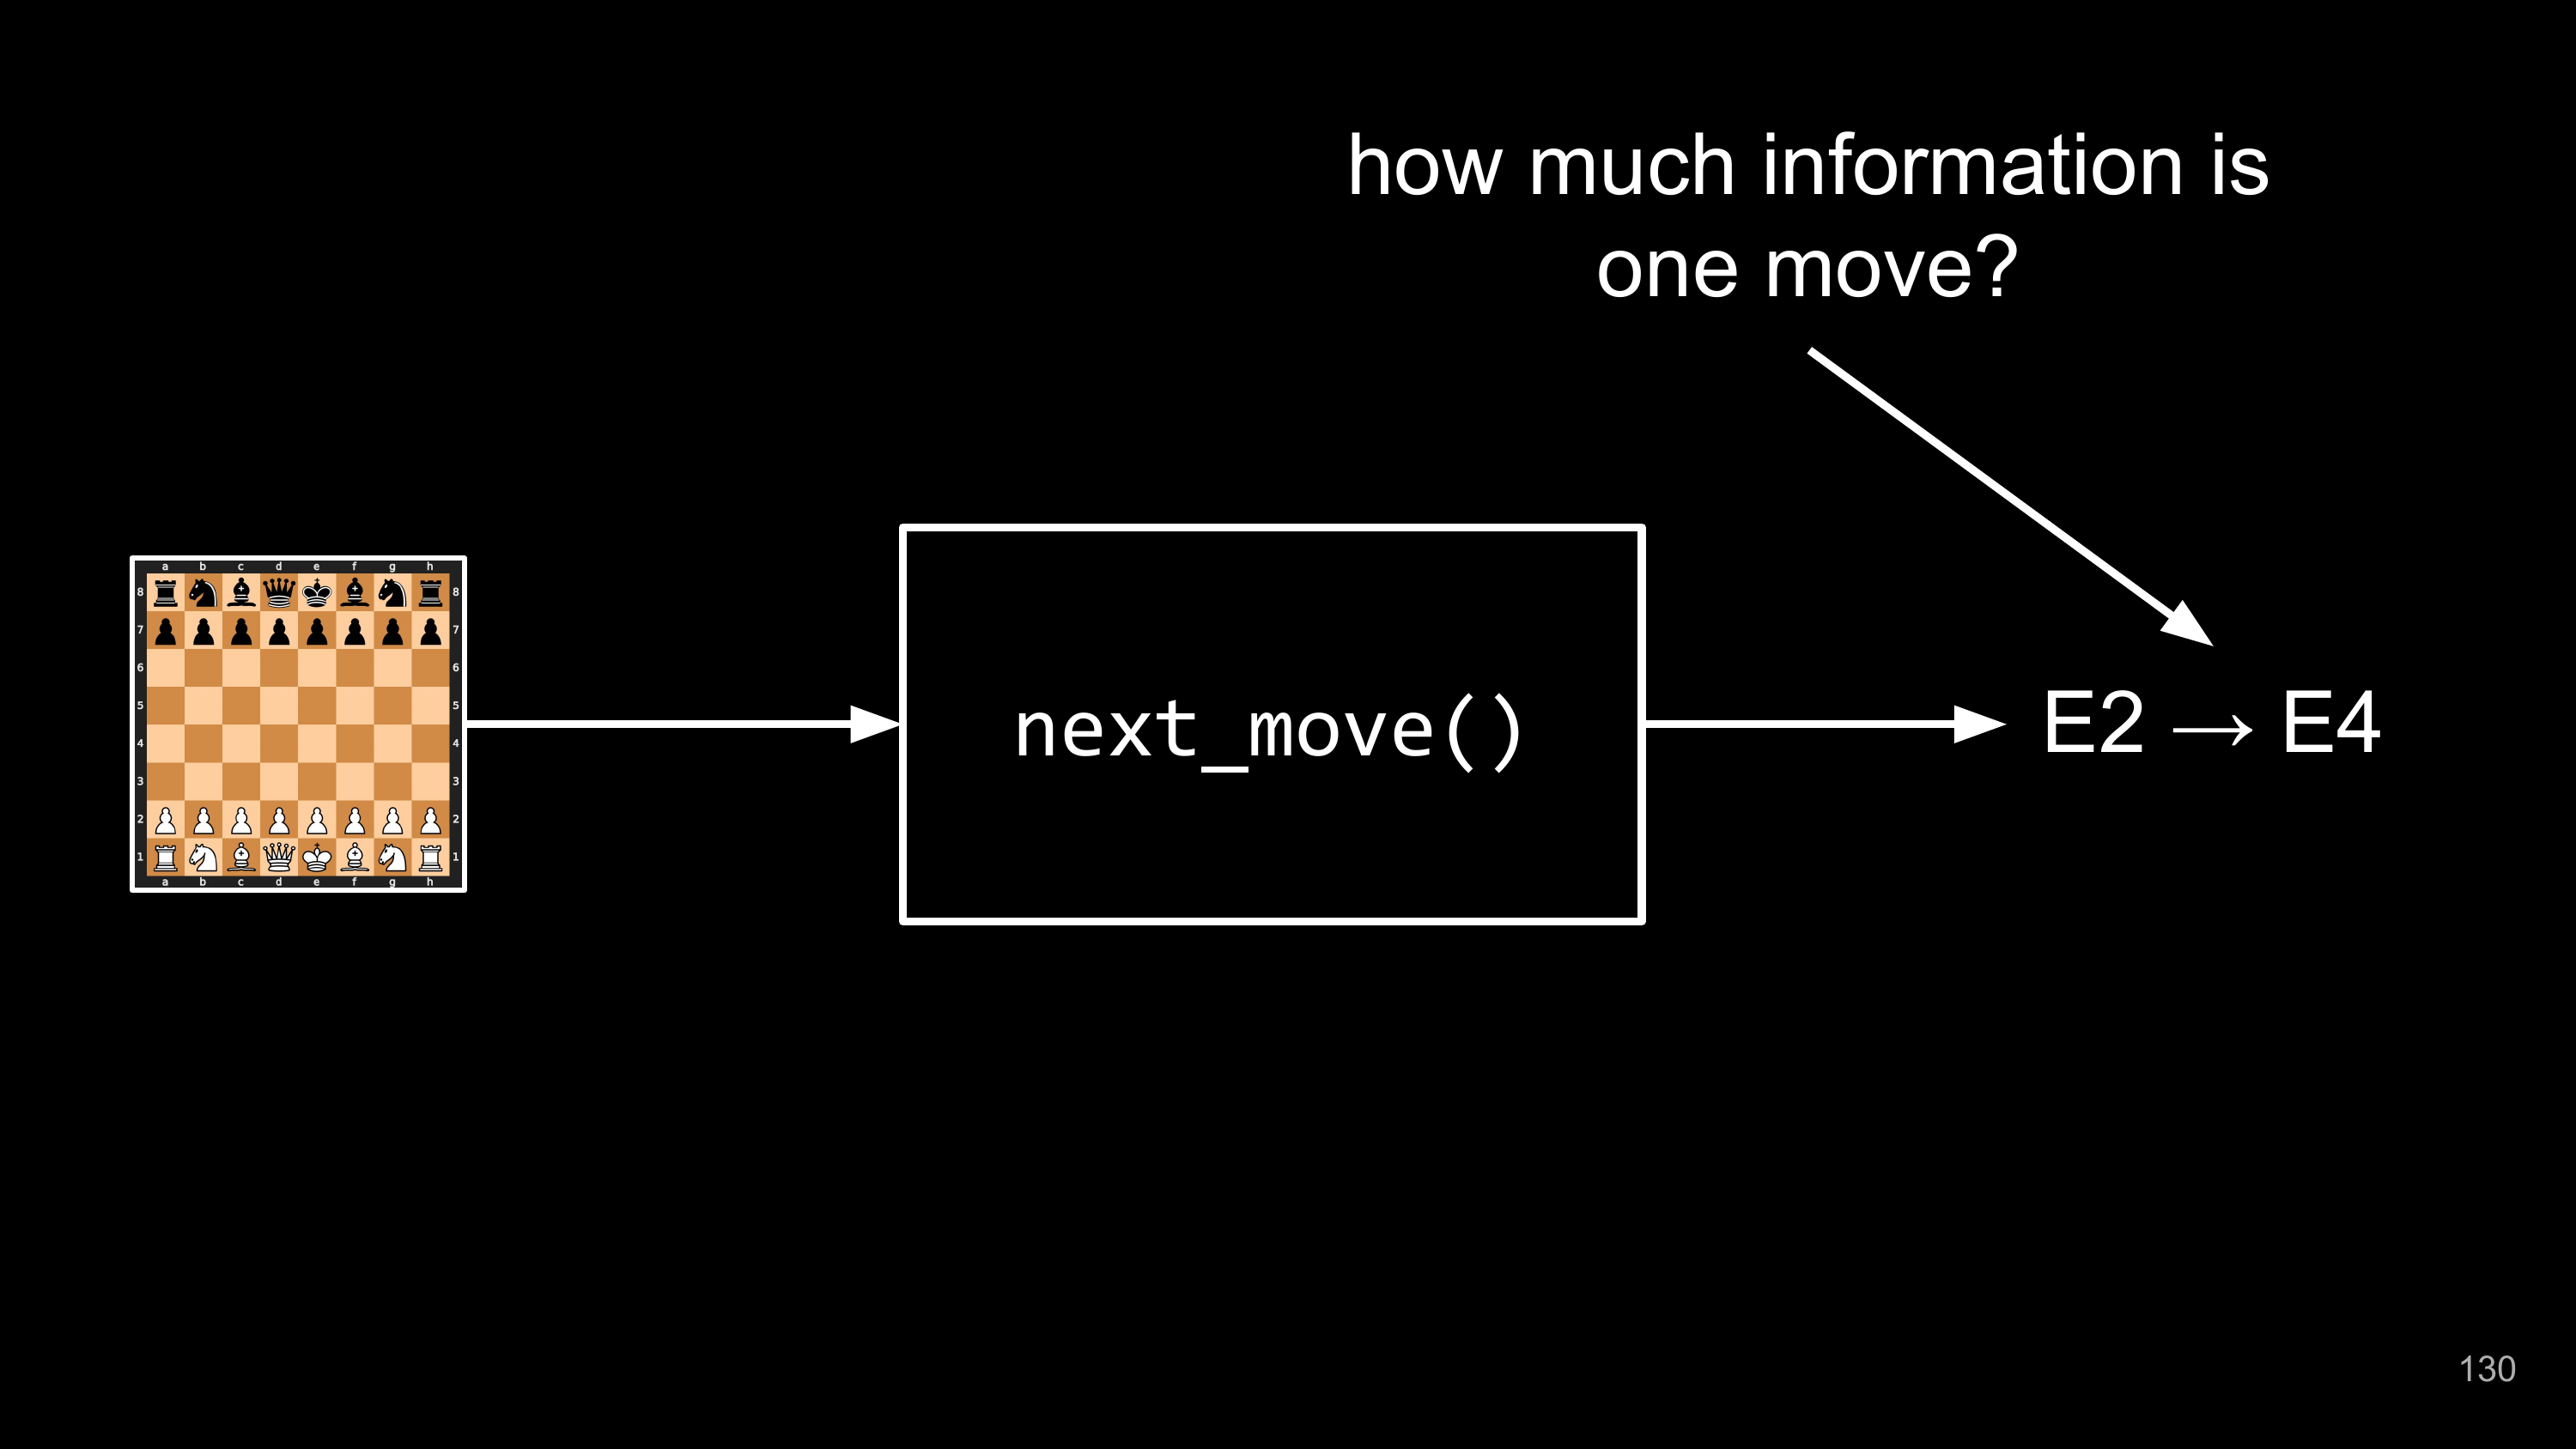 how much information is
one move?
a b c d e f g h
8 8
7 7
6 6
5 5
4 4
3 3
2 2
1 1
a b c d e f g h
next_move()
E2 → E4
130